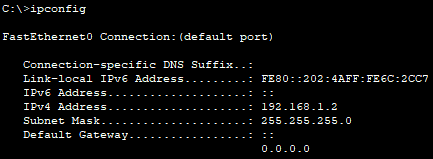 C:\>ipconfig
FastEthernet0 Connection:(default port)
Connection-specific DNS Suffix..:
Link-local IPv6 Address.........: FE80::202:4AFF:FE6C:2CC7
IPv6 Address....................: ::
IPv4 Address....................: 192.168.1.2
Subnet Mask.....................: 255.255.255.0
Default Gateway.................: ::
0.0.0.0